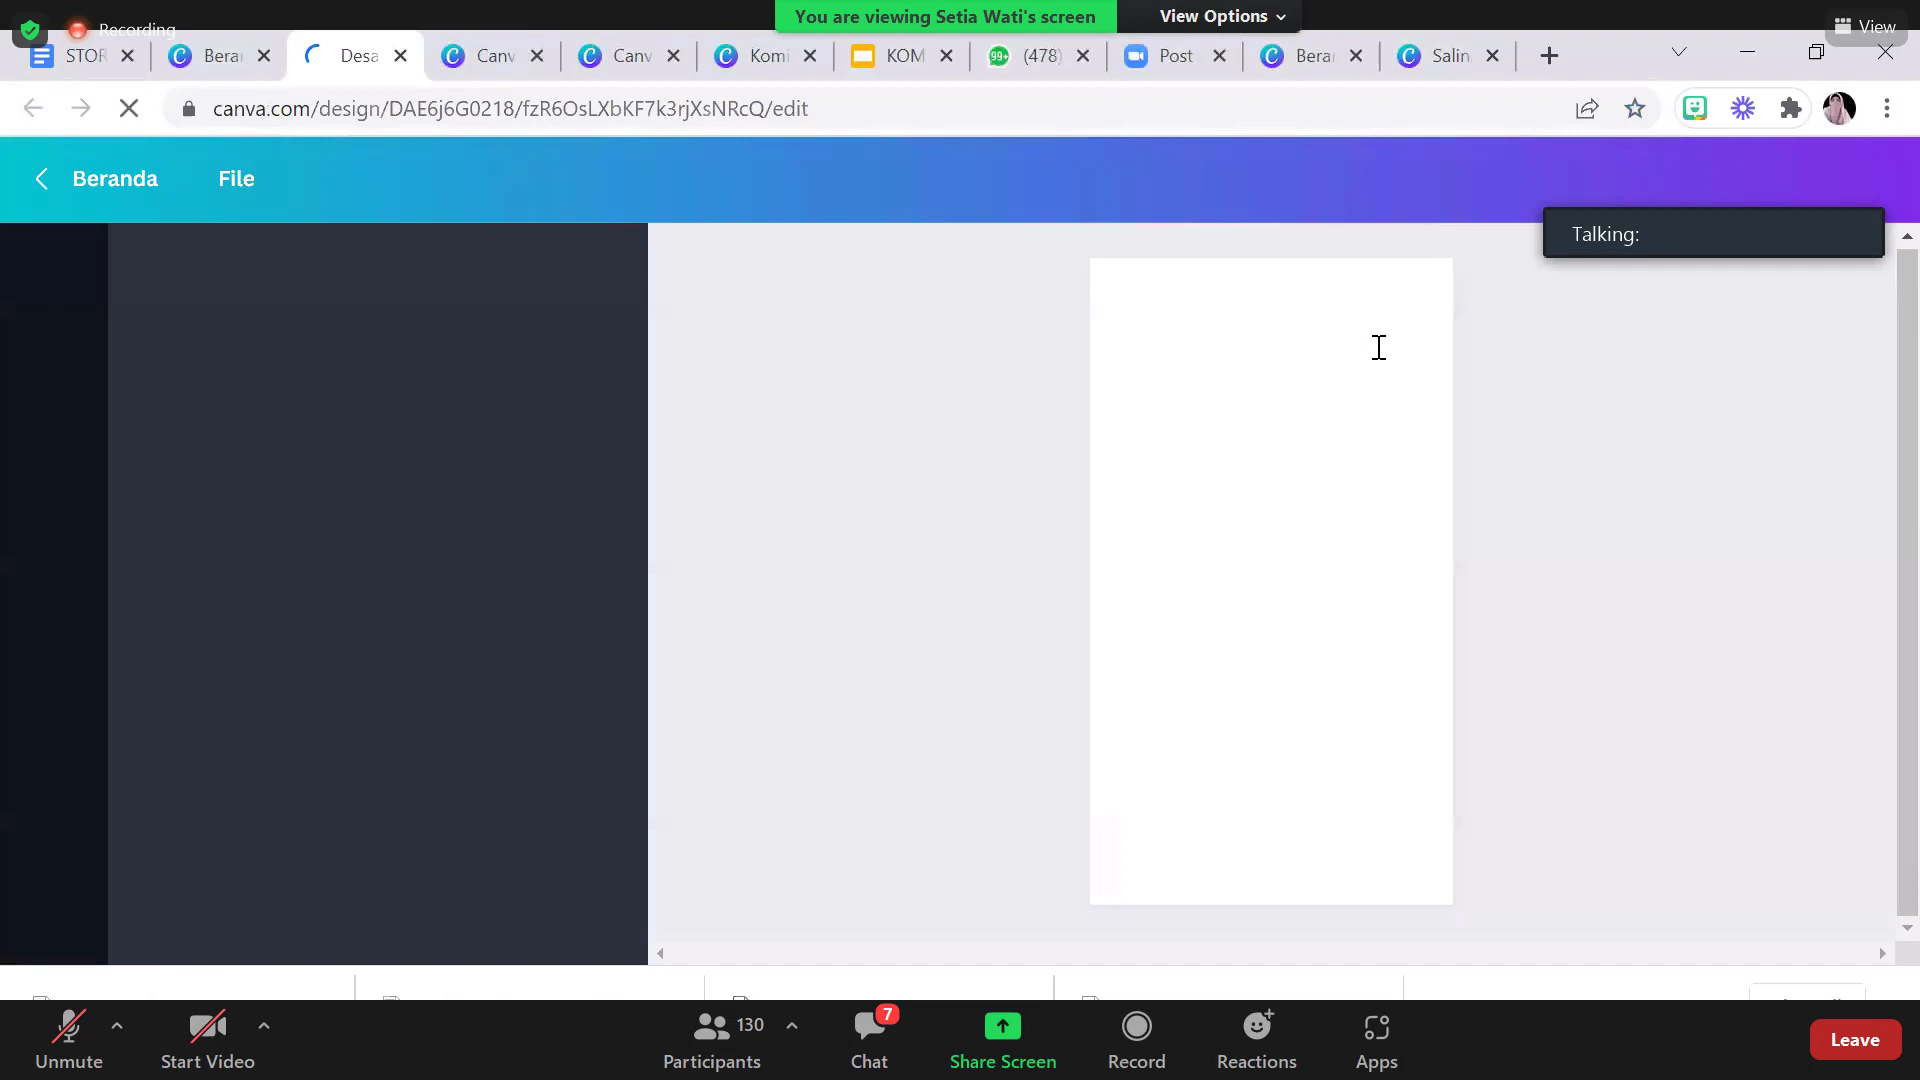 You are viewing Setia Wati's screen View Options
Recording
View
STOR Berar Desa Canv Canv Komi KOM (478) Post Berar Salin
canva.com/design/DAE6j6G0218/fzR6OsLXbKF7k3rjXsNRcQ/edit
Beranda File
Talking:
130
7
Unmute Start Video Participants Chat Share Screen Record Reactions Apps
Leave